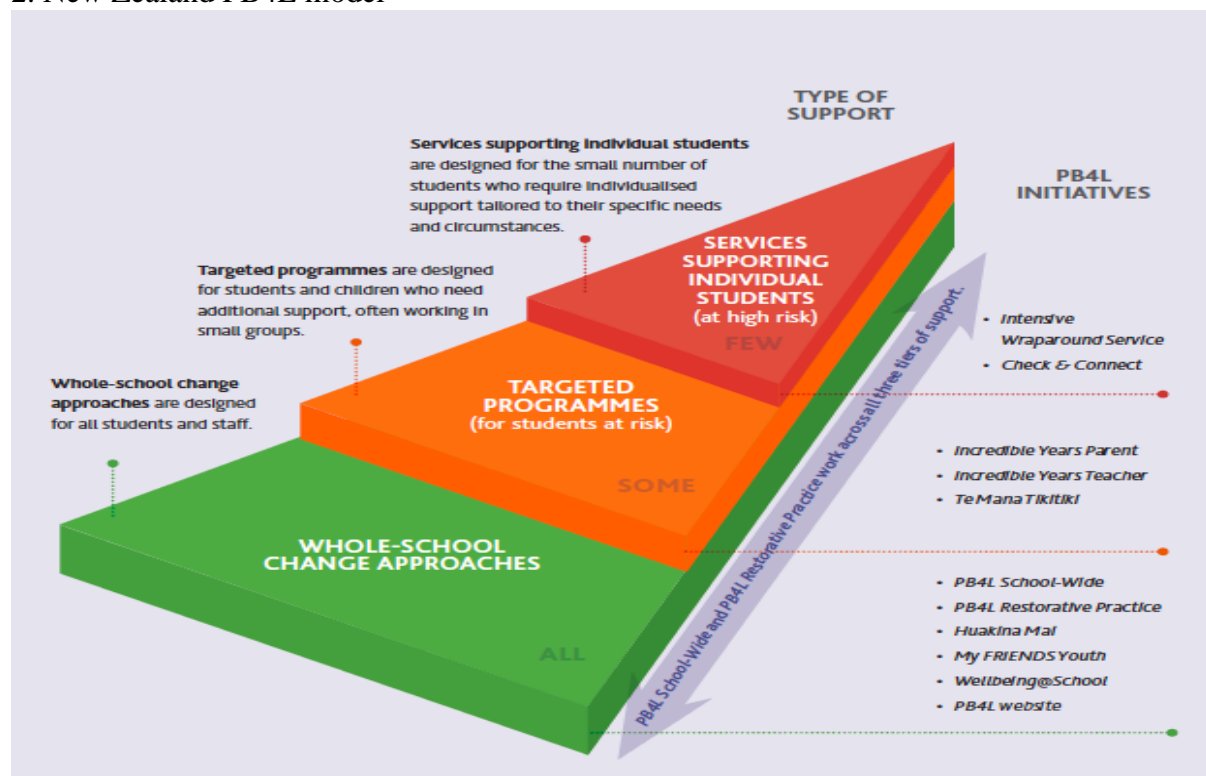 2. New Zealand PB4L model
TYPE OF
SUPPORT
PB4L
INITIATIVES
Services supporting individual students
are designed for the small number of
students who require individualised
support tailored to their specific needs
and circumstances.
Targeted programmes are designed
for students and children who need
additional support, often working in
small groups.
Whole-school change
approaches are designed
for all students and staff.
SERVICES
SUPPORTING
INDIVIDUAL
STUDENTS
(at high risk)
FEW
TARGETED
PROGRAMMES
(for students at risk)
SOME
WHOLE-SCHOOL
CHANGE APPROACHES
ALL
PB4L School-Wide and PB4L Restorative Practice work across all three tiers of support.
• Intensive
Wraparound Service
• Check & Connect
• Incredible Years Parent
• Incredible Years Teacher
• Te Mana Tikitiki
• PB4L School-Wide
• PB4L Restorative Practice
• Huakina Mai
• My FRIENDS Youth
• Wellbeing@School
• PB4L website